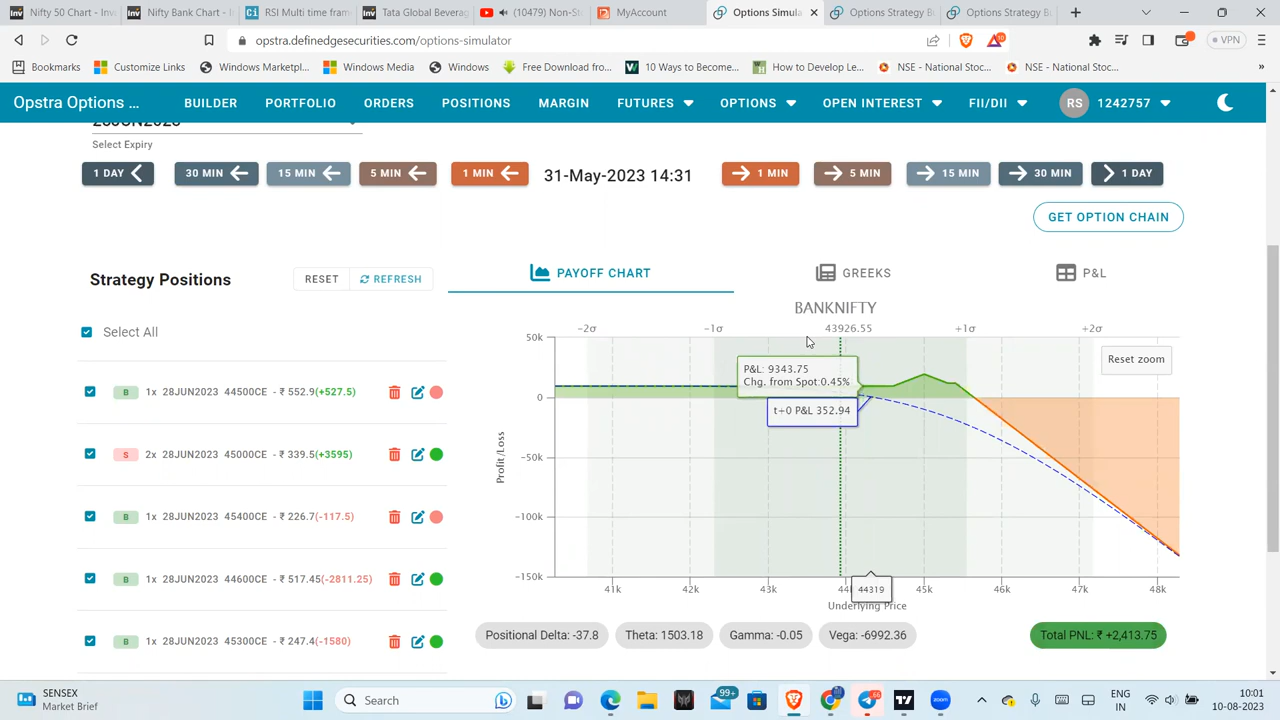 Nifty 50 Chart - In
Nifty Bank Chart - I
RSI Multi time fram
Tata Global Beverag
(10479) Non-St
MyAccount
Options Simula
Options Strategy B
Options Strategy B
opstra.definedgesecurities.com/options-simulator
VPN
Bookmarks
Customize Links
Windows Marketpl...
Windows Media
Windows
Free Download fro...
10 Ways to Become...
How to Develop Le...
NSE - National Stoc...
NSE - National Stoc...
Opstra Options ...
BUILDER
PORTFOLIO
ORDERS
POSITIONS
MARGIN
FUTURES
OPTIONS
OPEN INTEREST
FII/DII
RS
1242757
Select Expiry
1 DAY
30 MIN
15 MIN
5 MIN
1 MIN
31-May-2023 14:31
1 MIN
5 MIN
15 MIN
30 MIN
1 DAY
GET OPTION CHAIN
Strategy Positions
RESET
REFRESH
PAYOFF CHART
GREEKS
P&L
Select All
B 1x 28JUN2023 44500CE - ₹ 552.9(+527.5)
S 2x 28JUN2023 45000CE - ₹ 339.5(+3595)
B 1x 28JUN2023 45400CE - ₹ 226.7(-117.5)
B 1x 28JUN2023 44600CE - ₹ 517.45(-2811.25)
B 1x 28JUN2023 45300CE - ₹ 247.4(-1580)
BANKNIFTY
-2σ -1σ 43926.55 +1σ +2σ
Reset zoom
50k
0
-50k
-100k
-150k
Profit/Loss
P&L: 9343.75
Chg. from Spot:0.45%
t+0 P&L 352.94
44319
41k 42k 43k 45k 46k 47k 48k
Underlying Price
Positional Delta: -37.8
Theta: 1503.18
Gamma: -0.05
Vega: -6992.36
Total PNL: ₹ +2,413.75
SENSEX
Market Brief
Search
99+
zoom
ENG
IN
10:01
10-08-2023